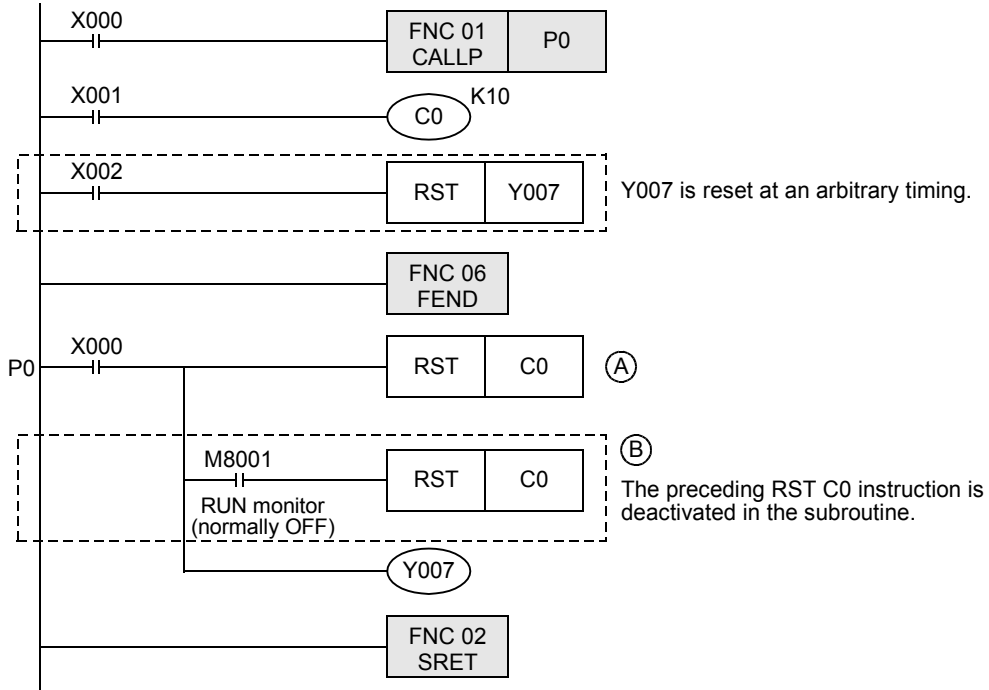 X000
FNC 01
CALLP
P0
X001
C0
K10
X002
RST
Y007
Y007 is reset at an arbitrary timing.
FNC 06
FEND
P0
X000
RST
C0
A
B
M8001
RUN monitor
(normally OFF)
RST
C0
The preceding RST C0 instruction is
deactivated in the subroutine.
Y007
FNC 02
SRET